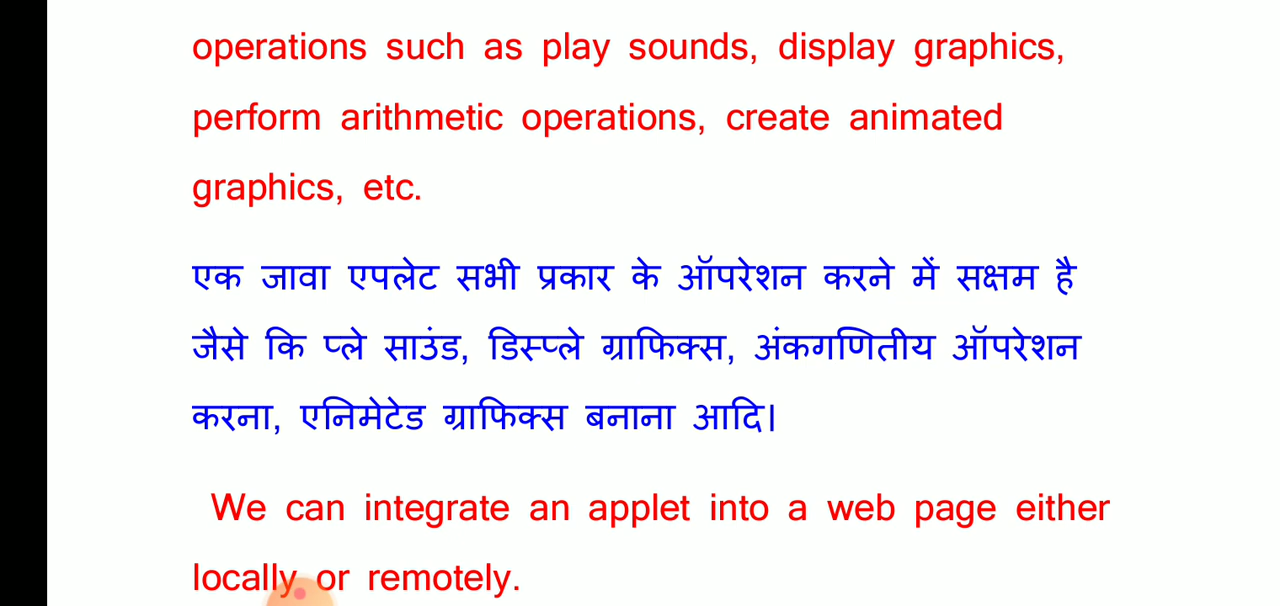 operations such as play sounds, display graphics,
perform arithmetic operations, create animated
graphics, etc.
एक जावा एपलेट सभी प्रकार के ऑपरेशन करने में सक्षम है
जैसे कि प्ले साउंड, डिस्प्ले ग्राफिक्स, अंकगणितीय ऑपरेशन
करना, एनिमेटेड ग्राफिक्स बनाना आदि।
We can integrate an applet into a web page either
locally or remotely.